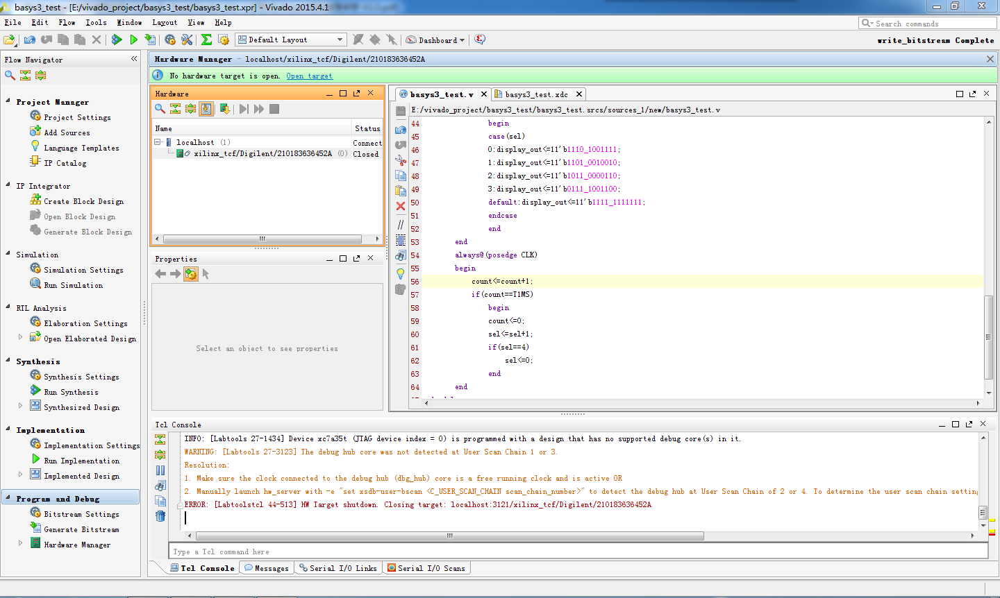 basys3_test - [E:/vivado_project/basys3_test/basys3_test.xpr] - Vivado 2015.4.1
File Edit Flow Tools Window Layout View Help
Search commands
Default Layout
Dashboard
write_bitstream Complete
Flow Navigator
Project Manager
Project Settings
Add Sources
Language Templates
IP Catalog
IP Integrator
Create Block Design
Open Block Design
Generate Block Design
Simulation
Simulation Settings
Run Simulation
RTL Analysis
Elaboration Settings
Open Elaborated Design
Synthesis
Synthesis Settings
Run Synthesis
Synthesized Design
Implementation
Implementation Settings
Run Implementation
Implemented Design
Program and Debug
Bitstream Settings
Generate Bitstream
Hardware Manager
Hardware Manager - localhost/xilinx_tcf/Digilent/210183636452A
No hardware target is open. Open target
Hardware
Name Status
localhost (1) Connect
xilinx_tcf/Digilent/210183636452A (0) Closed
Properties
Select an object to see properties
basys3_test.v
basys3_test.xdc
E:/vivado_project/basys3_test/basys3_test.srcs/sources_1/new/basys3_test.v
44 begin
45 case(sel)
46 0:display_out<=11'b1110_1001111;
47 1:display_out<=11'b1101_0010010;
48 2:display_out<=11'b1011_0000110;
49 3:display_out<=11'b0111_1001100;
50 default:display_out<=11'b1111_1111111;
51 endcase
52 end
53 end
54 always@(posedge CLK)
55 begin
56 count<=count+1;
57 if(count==T1MS)
58 begin
59 count<=0;
60 sel<=sel+1;
61 if(sel==4)
62 sel<=0;
63 end
64 end
Tcl Console
INFO: [Labtools 27-1434] Device xc7a35t (JTAG device index = 0) is programmed with a design that has no supported debug core(s) in it.
WARNING: [Labtools 27-3123] The debug hub core was not detected at User Scan Chain 1 or 3.
Resolution:
1. Make sure the clock connected to the debug hub (dbg_hub) core is a free running clock and is active OR
2. Manually launch hw_server with -e "set xsdb-user-bscan <C_USER_SCAN_CHAIN scan_chain_number>" to detect the debug hub at User Scan Chain of 2 or 4. To determine the user scan chain setting
ERROR: [Labtoolstcl 44-513] HW Target shutdown. Closing target: localhost:3121/xilinx_tcf/Digilent/210183636452A
Type a Tcl command here
Tcl Console Messages Serial I/O Links Serial I/O Scans